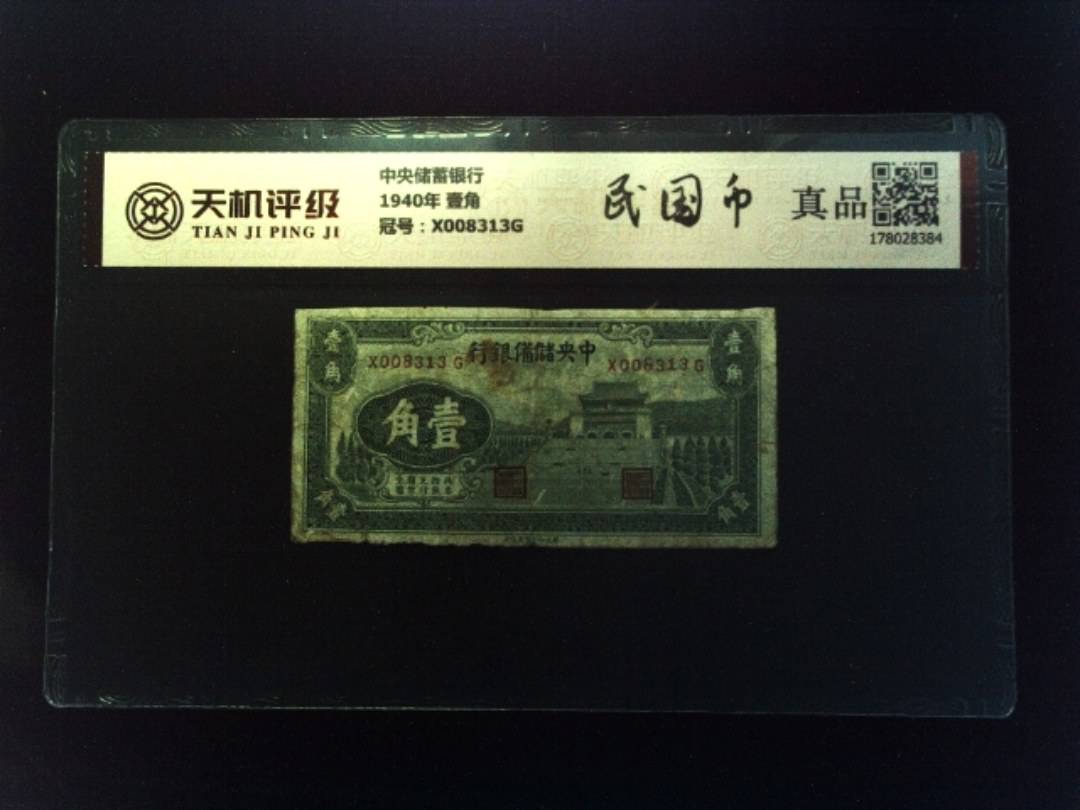 天机评级
TIAN JI PING JI
中央储蓄银行
1940年 壹角
冠号：X008313G
民国币
真品
178028384
壹角
行銀備儲央中
壹角
X008313 G
X008313 G
角壹